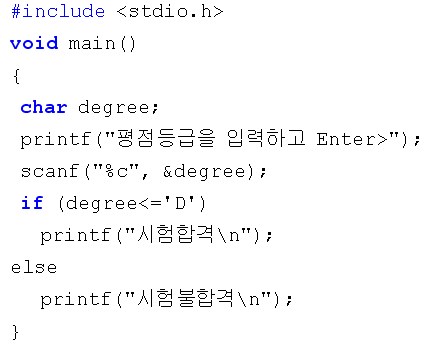 #include <stdio.h>
void main()
{
char degree;
printf("평점등급을 입력하고 Enter>");
scanf("%c", &degree);
if (degree<='D')
printf("시험합격\n");
else
printf("시험불합격\n");
}